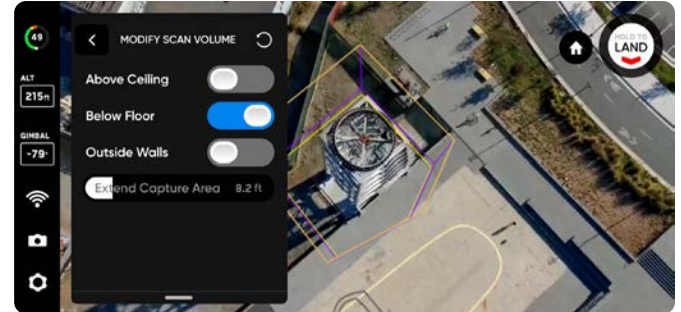 49
ALT
215ft
GIMBAL
-79°
MODIFY SCAN VOLUME
Above Ceiling
Below Floor
Outside Walls
Extend Capture Area 8.2 ft
HOLD TO
LAND